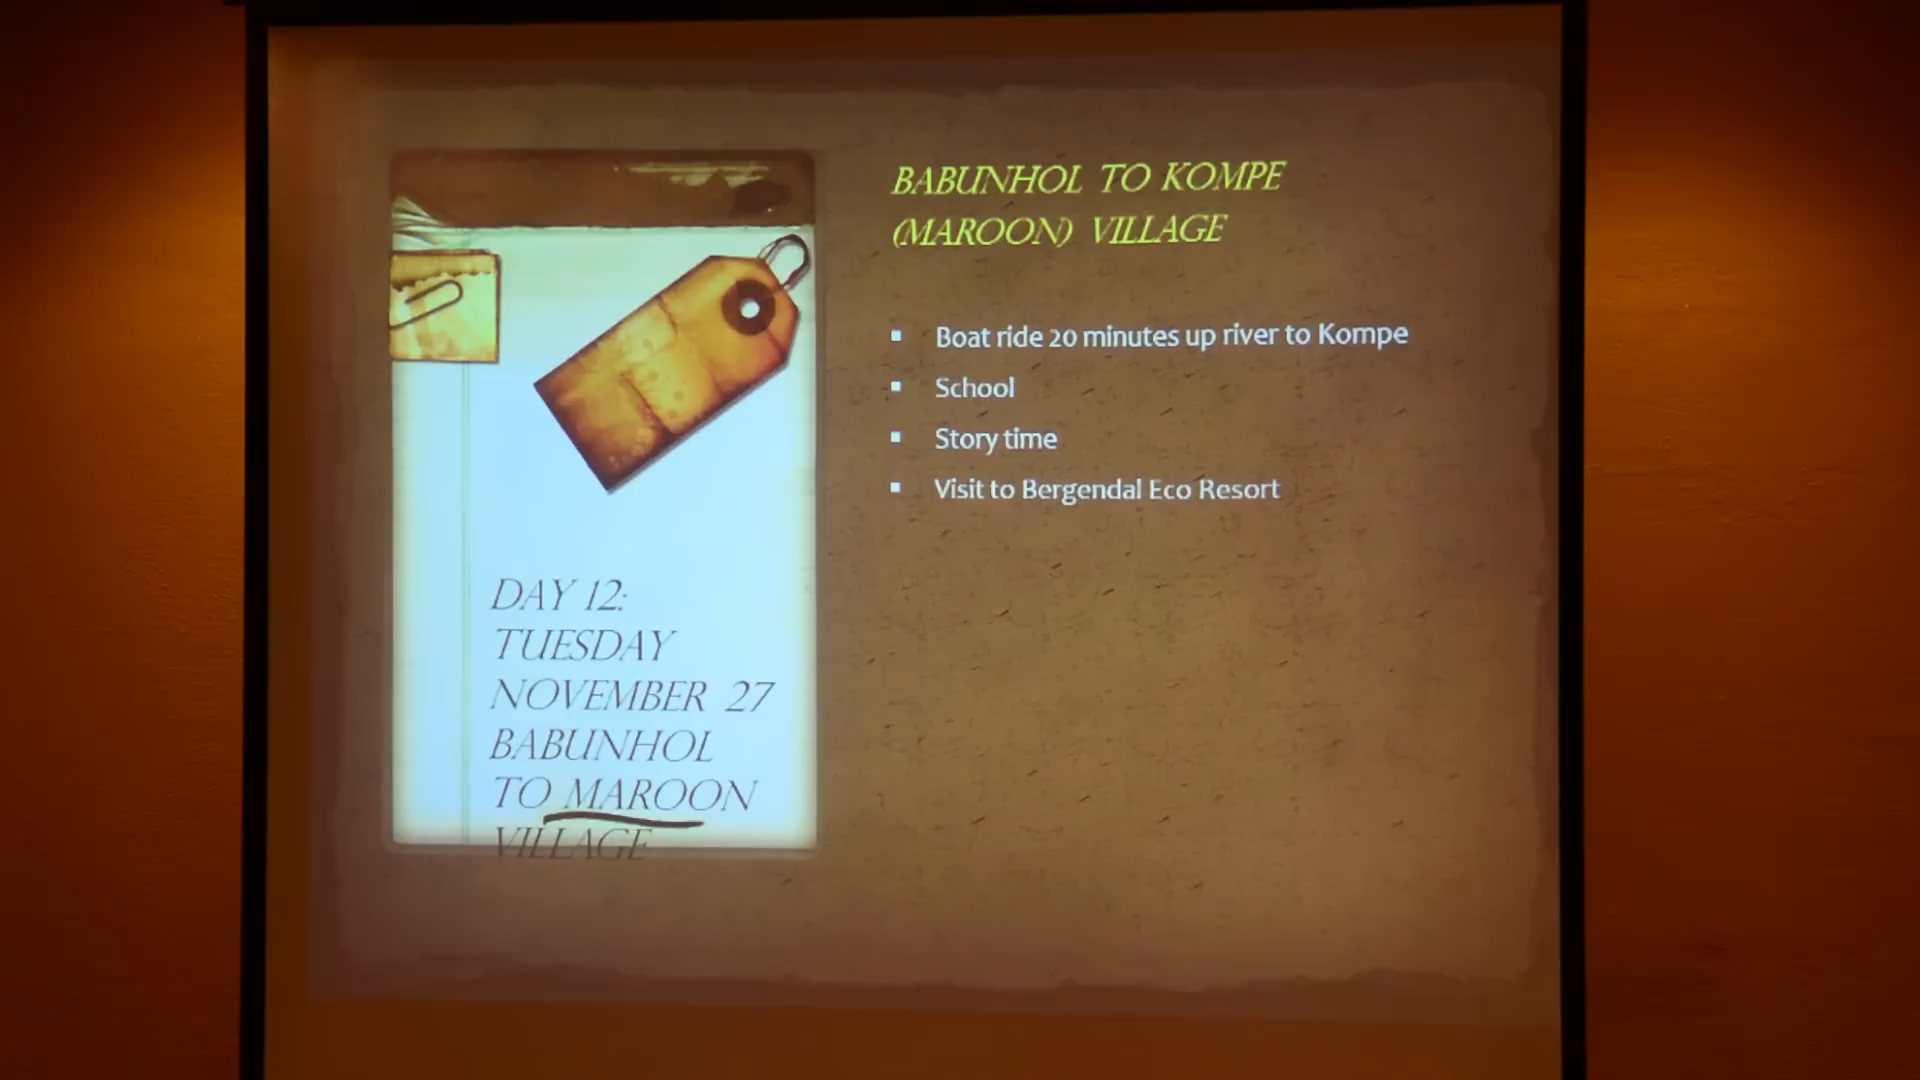 BABUNHOL TO KOMPE
(MAROON) VILLAGE
Boat ride 20 minutes up river to Kompe
School
Story time
Visit to Bergendal Eco Resort
DAY 12:
TUESDAY
NOVEMBER 27
BABUNHOL
TO MAROON
VILLAGE